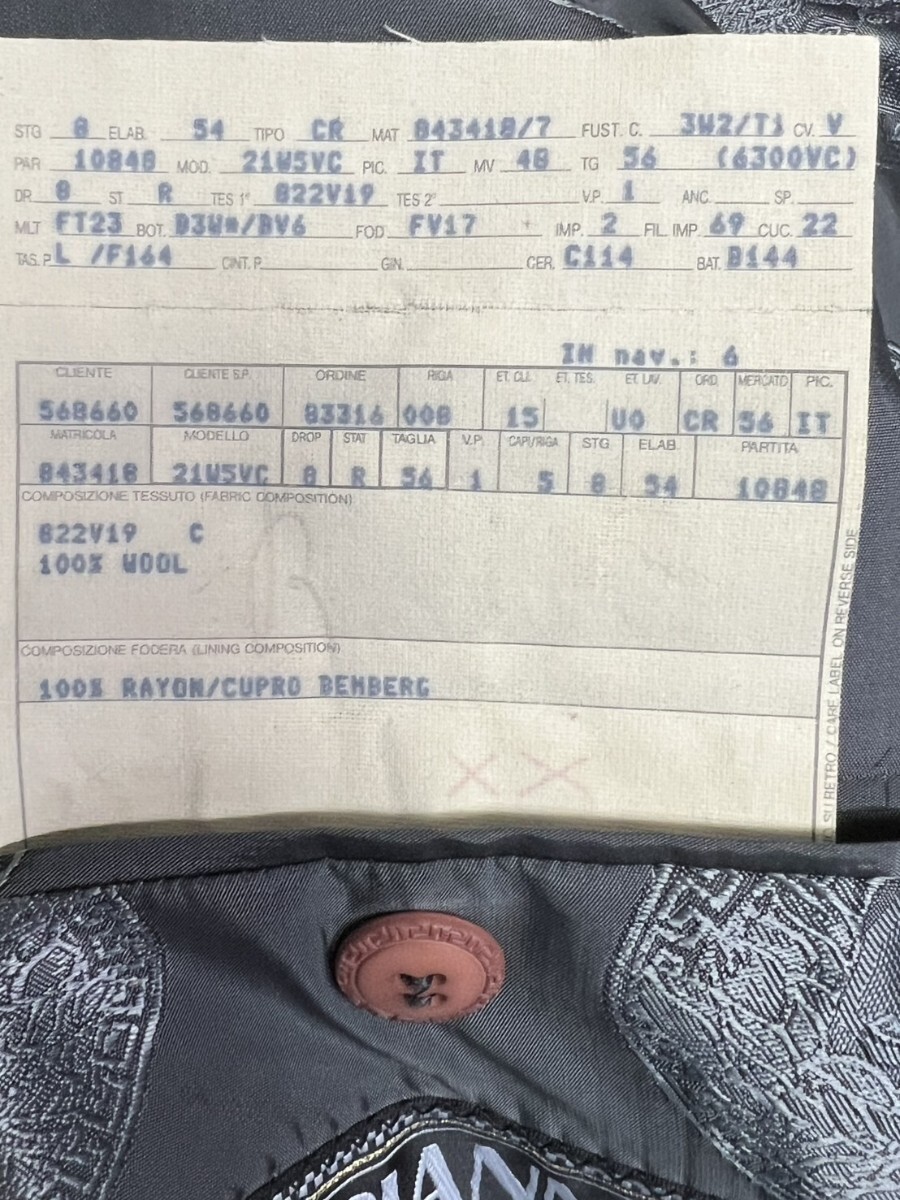 STG 8 ELAB. 54 TIPO CR MAT 843418/7 FUST. C. 3W2/T1 CV. V
PAR 10848 MOD. 21W5VC PIC. IT MV 48 TG 56 (6300VC)
DR 8 ST R TES 1° 822V19 TES 2° V.P. 1 ANC. SP.
MLT FT23 BOT. B3W*/BV6 FOD FV17 IMP. 2 FIL. IMP. 69 CUC. 22
TAS. P. L /F164 CINT. P. GIN. CER. C114 BAT. B144
IN nav.: 6
CLIENTE CLIENTE S.P. ORDINE RIGA ET. CLI. ET. TES. ET. LAV. ORD. MERCATO PIC.
568660 568660 83316 008 15 UO CR 56 IT
MATRICOLA MODELLO DROP STAT TAGLIA V.P. CAPI/RIGA STG ELAB. PARTITA
843418 21W5VC 8 R 56 1 5 8 54 10848
COMPOSIZIONE TESSUTO (FABRIC COMPOSITION)
822V19 C
100% WOOL
COMPOSIZIONE FODERA (LINING COMPOSITION)
100% RAYON/CUPRO BEMBERG
XX
SU RETRO / CARE LABEL ON REVERSE SIDE